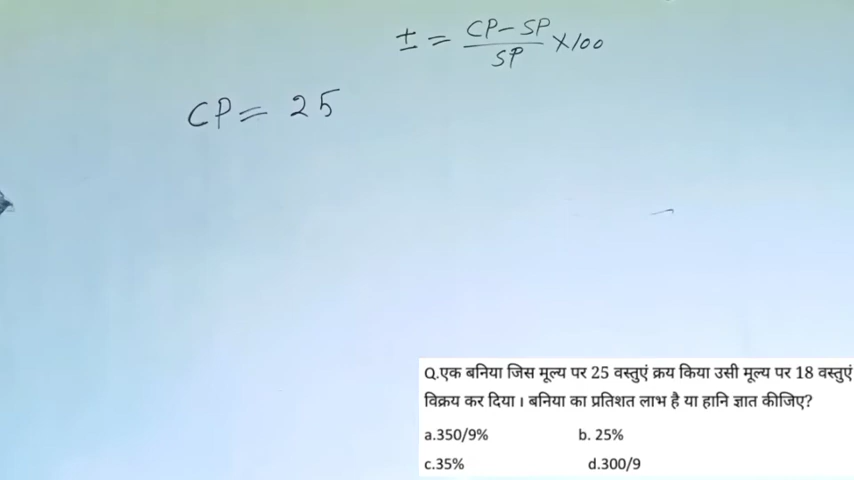 ± = CP - SP / SP × 100
CP = 25
Q.एक बनिया जिस मूल्य पर 25 वस्तुएं क्रय किया उसी मूल्य पर 18 वस्तुएं
विक्रय कर दिया । बनिया का प्रतिशत लाभ है या हानि ज्ञात कीजिए?
a.350/9% b. 25%
c.35% d.300/9